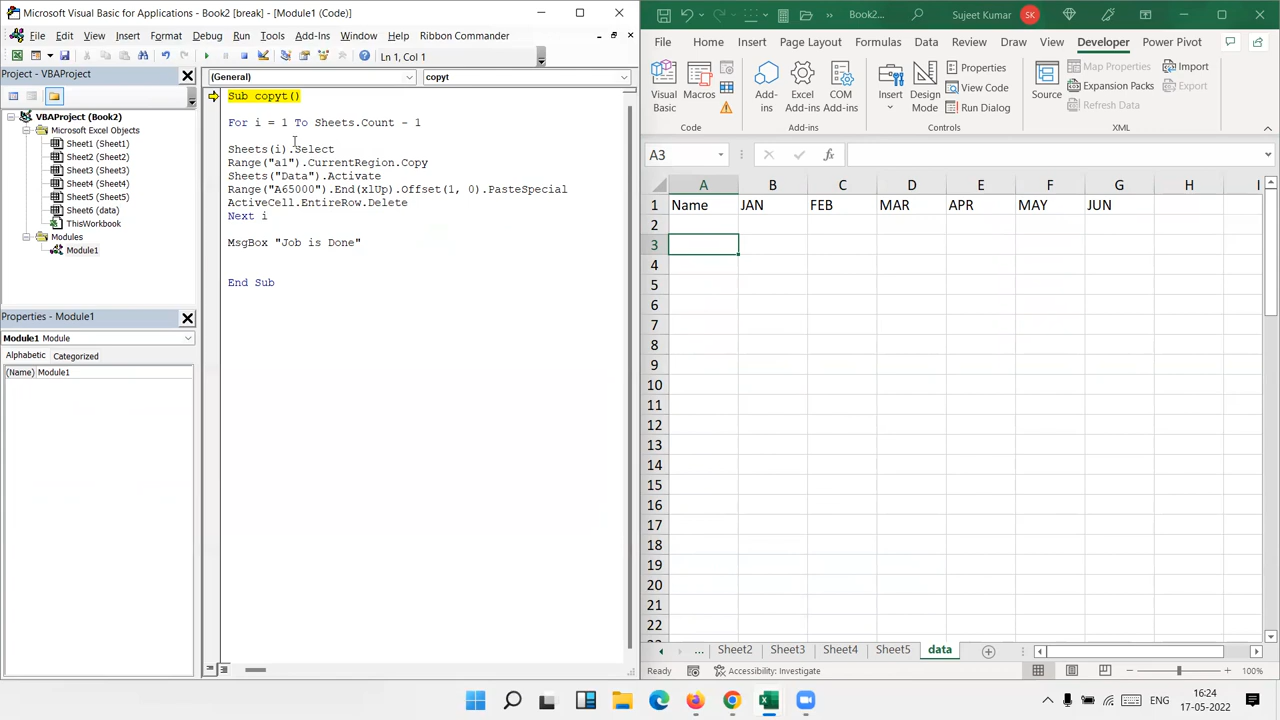 Microsoft Visual Basic for Applications - Book2 [break] - [Module1 (Code)]
File Edit View Insert Format Debug Run Tools Add-Ins Window Help Ribbon Commander
Ln 1, Col 1
Project - VBAProject
VBAProject (Book2)
Microsoft Excel Objects
Sheet1 (Sheet1)
Sheet2 (Sheet2)
Sheet3 (Sheet3)
Sheet4 (Sheet4)
Sheet5 (Sheet5)
Sheet6 (data)
ThisWorkbook
Modules
Module1
Properties - Module1
Module1 Module
Alphabetic Categorized
(Name) Module1
(General) copyt
Sub copyt()
For i = 1 To Sheets.Count - 1
Sheets(i).Select
Range("a1").CurrentRegion.Copy
Sheets("Data").Activate
Range("A65000").End(xlUp).Offset(1, 0).PasteSpecial
ActiveCell.EntireRow.Delete
Next i
MsgBox "Job is Done"
End Sub
Book2... Sujeet Kumar SK
File Home Insert Page Layout Formulas Data Review View Developer Power Pivot
Visual Basic
Macros
Code
Add-ins
Excel Add-ins
COM Add-ins
Add-ins
Insert
Design Mode
Properties
View Code
Run Dialog
Controls
Source
Map Properties
Expansion Packs
Refresh Data
Import
Export
XML
A3 fx
A B C D E F G H I
1 Name JAN FEB MAR APR MAY JUN
2
3
4
5
6
7
8
9
10
11
12
13
14
15
16
17
18
19
20
21
22
... Sheet2 Sheet3 Sheet4 Sheet5 data
Ready Accessibility: Investigate 100%
ENG
16:24
17-05-2022